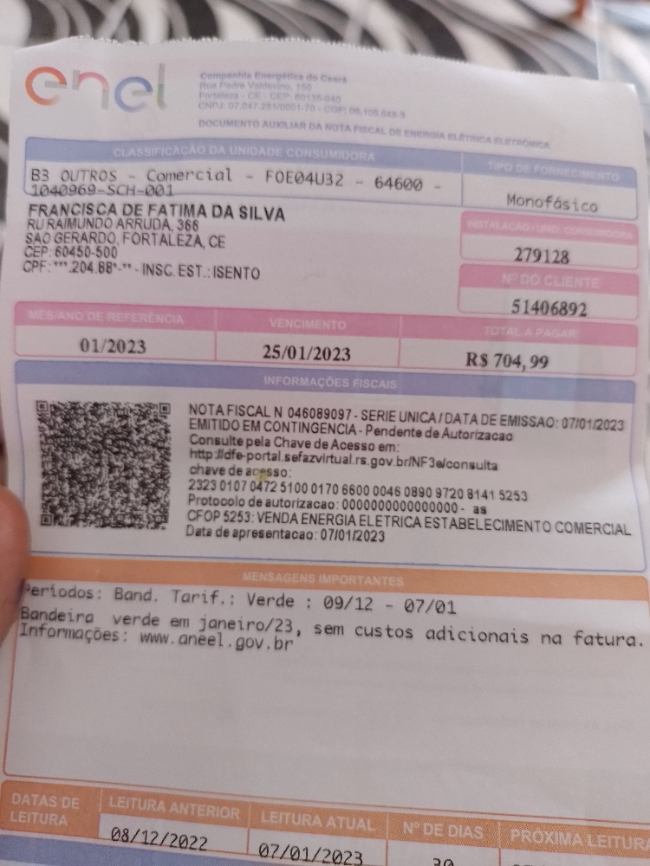 enel
Companhia Energética do Ceará
Rua Padre Valdevino, 150
Fortaleza - CE - CEP: 60135-040
CNPJ: 07.047.251/0001-70 - CGF: 06.105.848-3
DOCUMENTO AUXILIAR DA NOTA FISCAL DE ENERGIA ELÉTRICA ELETRÔNICA
CLASSIFICAÇÃO DA UNIDADE CONSUMIDORA
TIPO DE FORNECIMENTO
B3 OUTROS - Comercial - FOE04U32 - 64600 -
1040969-SCH-001
Monofásico
FRANCISCA DE FATIMA DA SILVA
RU RAIMUNDO ARRUDA, 366
SAO GERARDO, FORTALEZA, CE
CEP: 60450-500
CPF: ***.204.88*-** - INSC. EST.: ISENTO
INSTALAÇÃO / UNID. CONSUMIDORA
279128
Nº DO CLIENTE
51406892
MÊS/ANO DE REFERÊNCIA
VENCIMENTO
TOTAL A PAGAR
01/2023
25/01/2023
R$ 704,99
INFORMAÇÕES FISCAIS
NOTA FISCAL N 046089097 - SERIE UNICA / DATA DE EMISSAO: 07/01/2023
EMITIDO EM CONTINGENCIA - Pendente de Autorizacao
Consulte pela Chave de Acesso em:
http://dfe-portal.sefazvirtual.rs.gov.br/NF3e/consulta
chave de acesso:
2323 0107 0472 5100 0170 6600 0046 0890 9720 8141 5253
Protocolo de autorizacao: 0000000000000000 - as
CFOP 5253: VENDA ENERGIA ELETRICA ESTABELECIMENTO COMERCIAL
Data de apresentacao: 07/01/2023
MENSAGENS IMPORTANTES
Períodos: Band. Tarif.: Verde : 09/12 - 07/01
Bandeira verde em janeiro/23, sem custos adicionais na fatura.
Informações: www.aneel.gov.br
DATAS DE
LEITURA
LEITURA ANTERIOR
LEITURA ATUAL
Nº DE DIAS
PRÓXIMA LEITURA
08/12/2022
07/01/2023
30